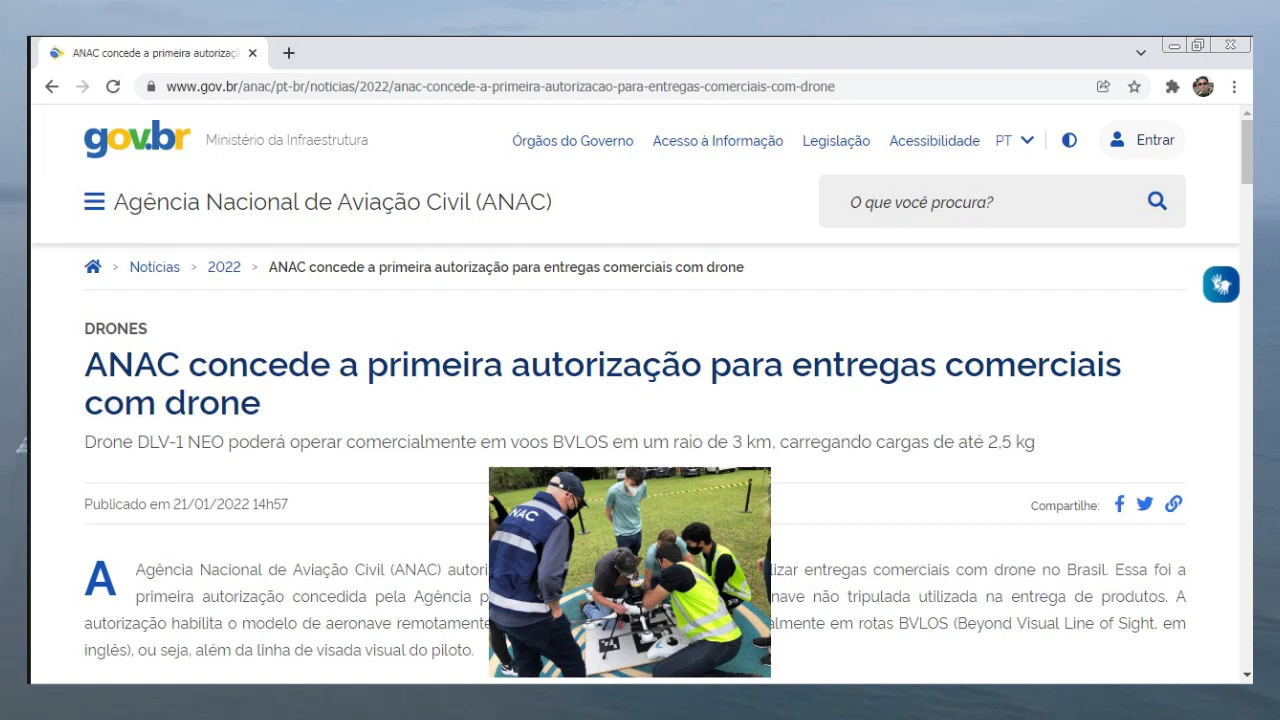 ANAC concede a primeira autorizaçã
www.gov.br/anac/pt-br/noticias/2022/anac-concede-a-primeira-autorizacao-para-entregas-comerciais-com-drone
gov.br Ministério da Infraestrutura Órgãos do Governo Acesso à Informação Legislação Acessibilidade PT Entrar
Agência Nacional de Aviação Civil (ANAC) O que você procura?
> Notícias > 2022 > ANAC concede a primeira autorização para entregas comerciais com drone
DRONES
ANAC concede a primeira autorização para entregas comerciais
com drone
Drone DLV-1 NEO poderá operar comercialmente em voos BVLOS em um raio de 3 km, carregando cargas de até 2,5 kg
Publicado em 21/01/2022 14h57 Compartilhe:
NAC
A Agência Nacional de Aviação Civil (ANAC) autori lizar entregas comerciais com drone no Brasil. Essa foi a
primeira autorização concedida pela Agência p nave não tripulada utilizada na entrega de produtos. A
autorização habilita o modelo de aeronave remotamente almente em rotas BVLOS (Beyond Visual Line of Sight, em
inglês), ou seja, além da linha de visada visual do piloto.